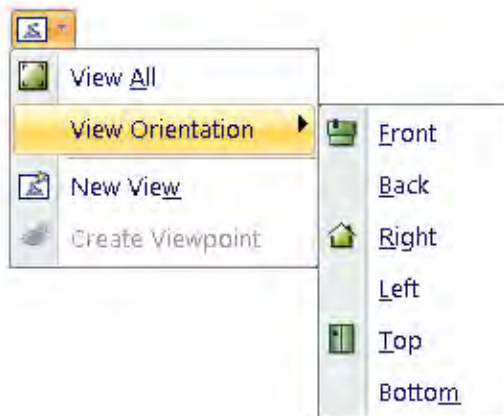 View All
View Orientation
New View
Create Viewpoint
Front
Back
Right
Left
Top
Bottom